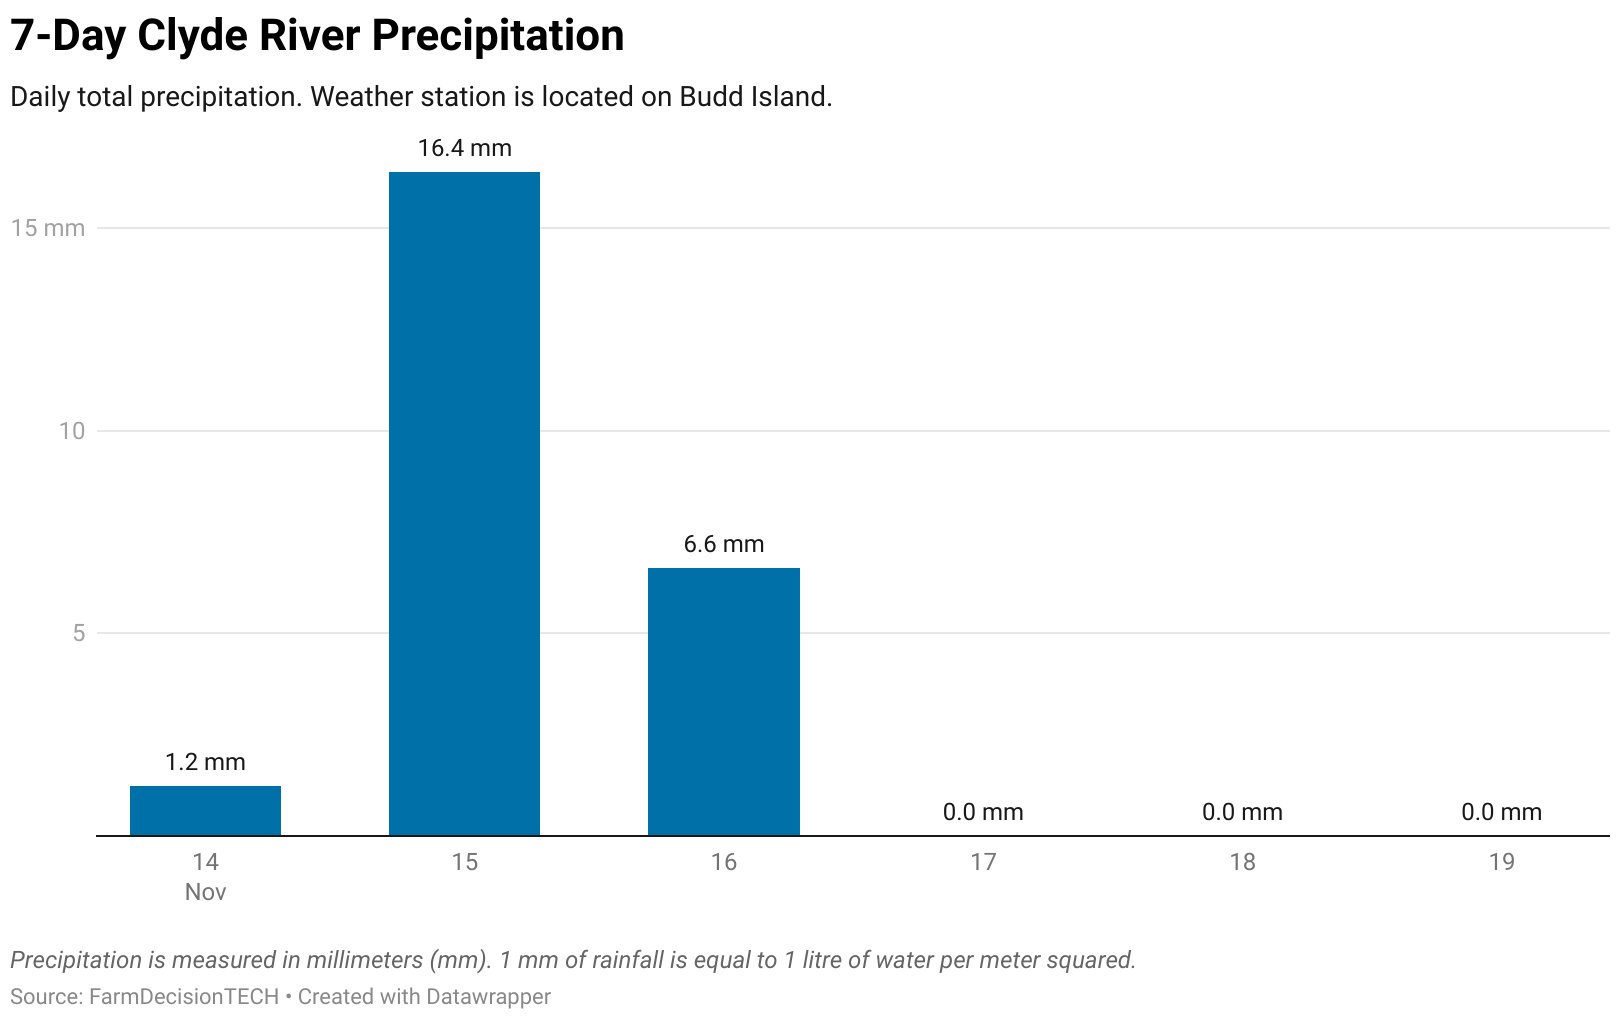 7-Day Clyde River Precipitation
Daily total precipitation. Weather station is located on Budd Island.
16.4 mm
15 mm
10
6.6 mm
5
1.2 mm
0.0 mm
0.0 mm
0.0 mm
14
15
16
17
18
19
Nov
Precipitation is measured in millimeters (mm). 1 mm of rainfall is equal to 1 litre of water per meter squared.
Source: FarmDecisionTECH • Created with Datawrapper